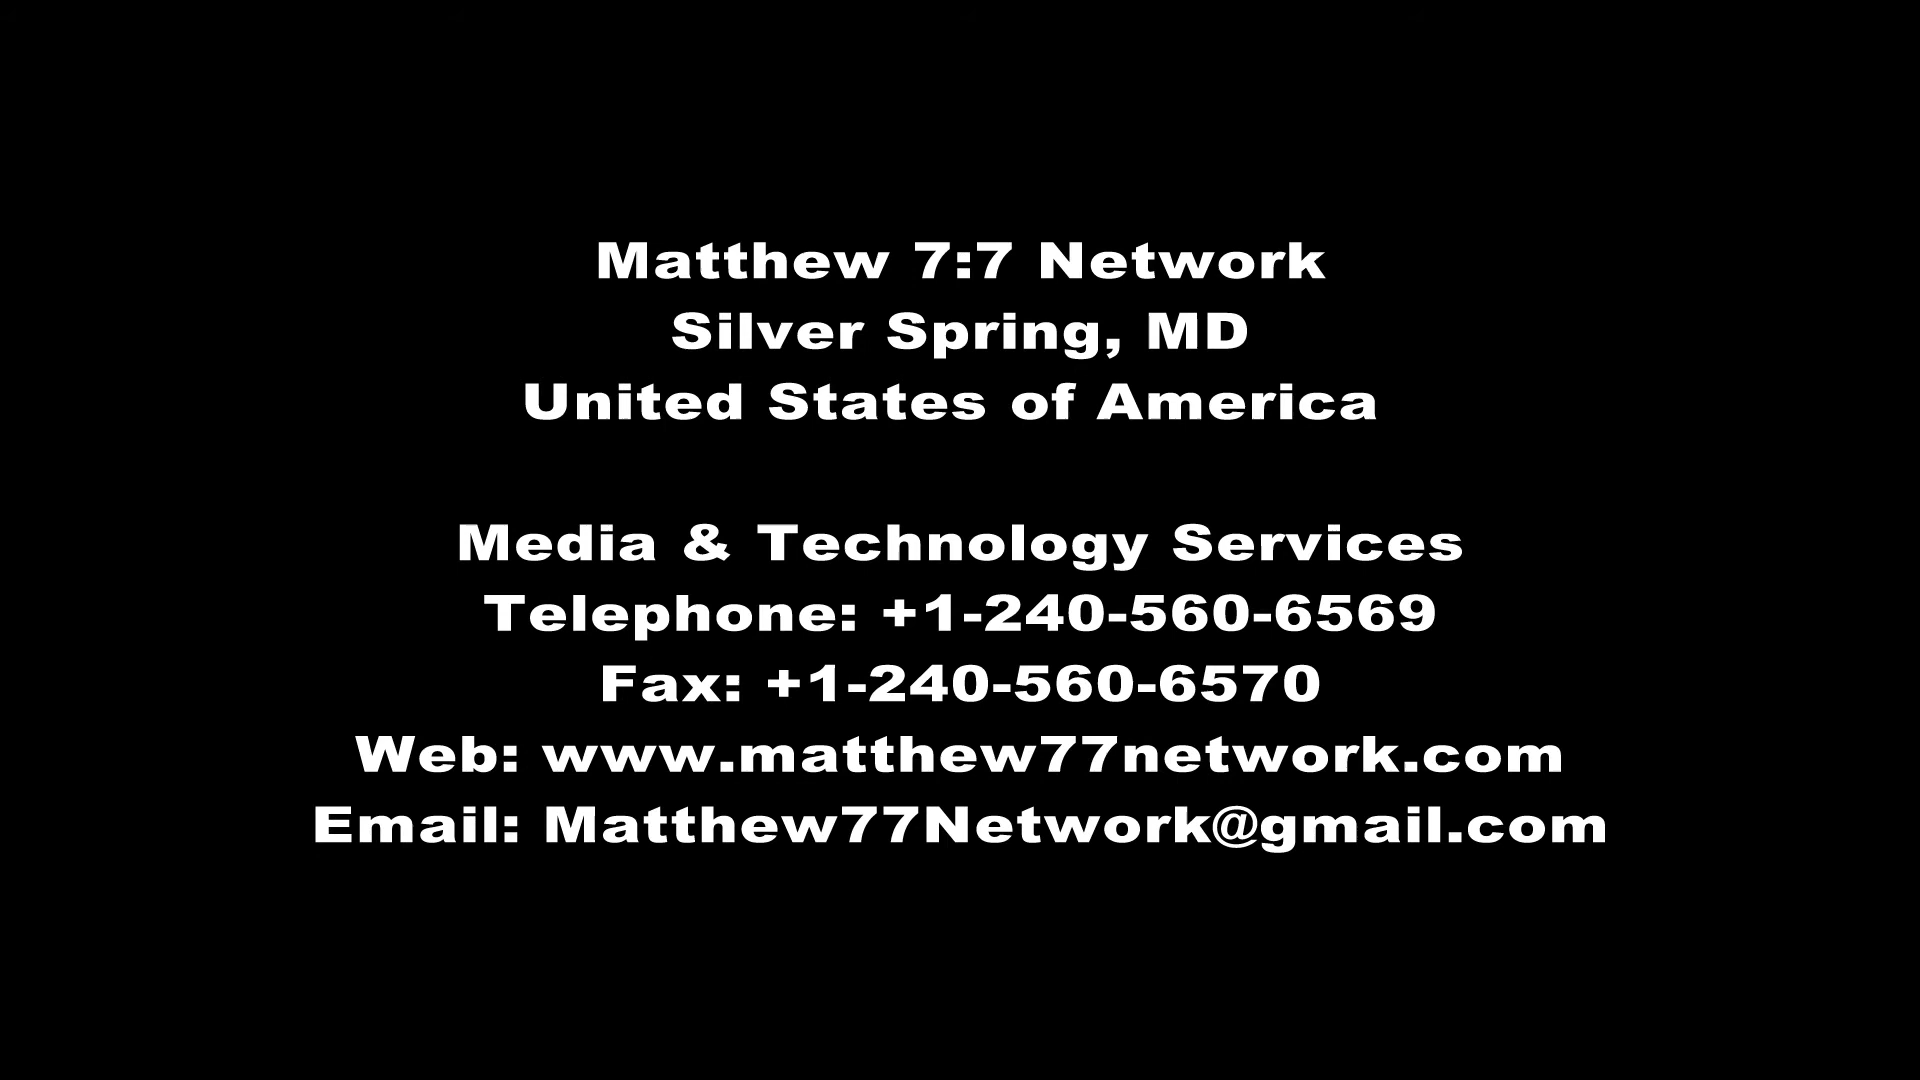 Matthew 7:7 Network
Silver Spring, MD
United States of America
Media & Technology Services
Telephone: +1-240-560-6569
Fax: +1-240-560-6570
Web: www.matthew77network.com
Email: Matthew77Network@gmail.com